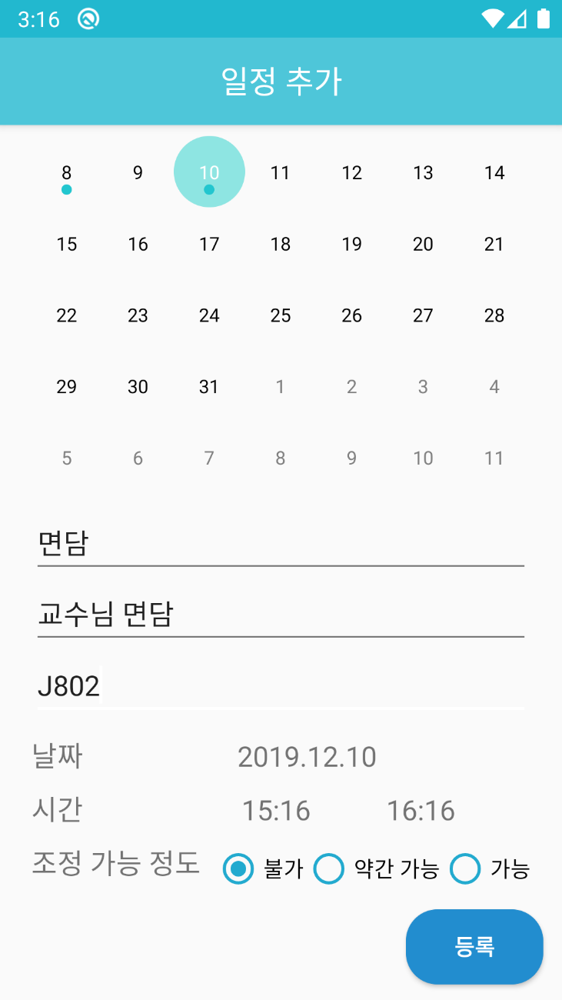 3:16
일정 추가
8 9 10 11 12 13 14
15 16 17 18 19 20 21
22 23 24 25 26 27 28
29 30 31 1 2 3 4
5 6 7 8 9 10 11
면담
교수님 면담
J802
날짜 2019.12.10
시간 15:16 16:16
조정 가능 정도 불가 약간 가능 가능
등록